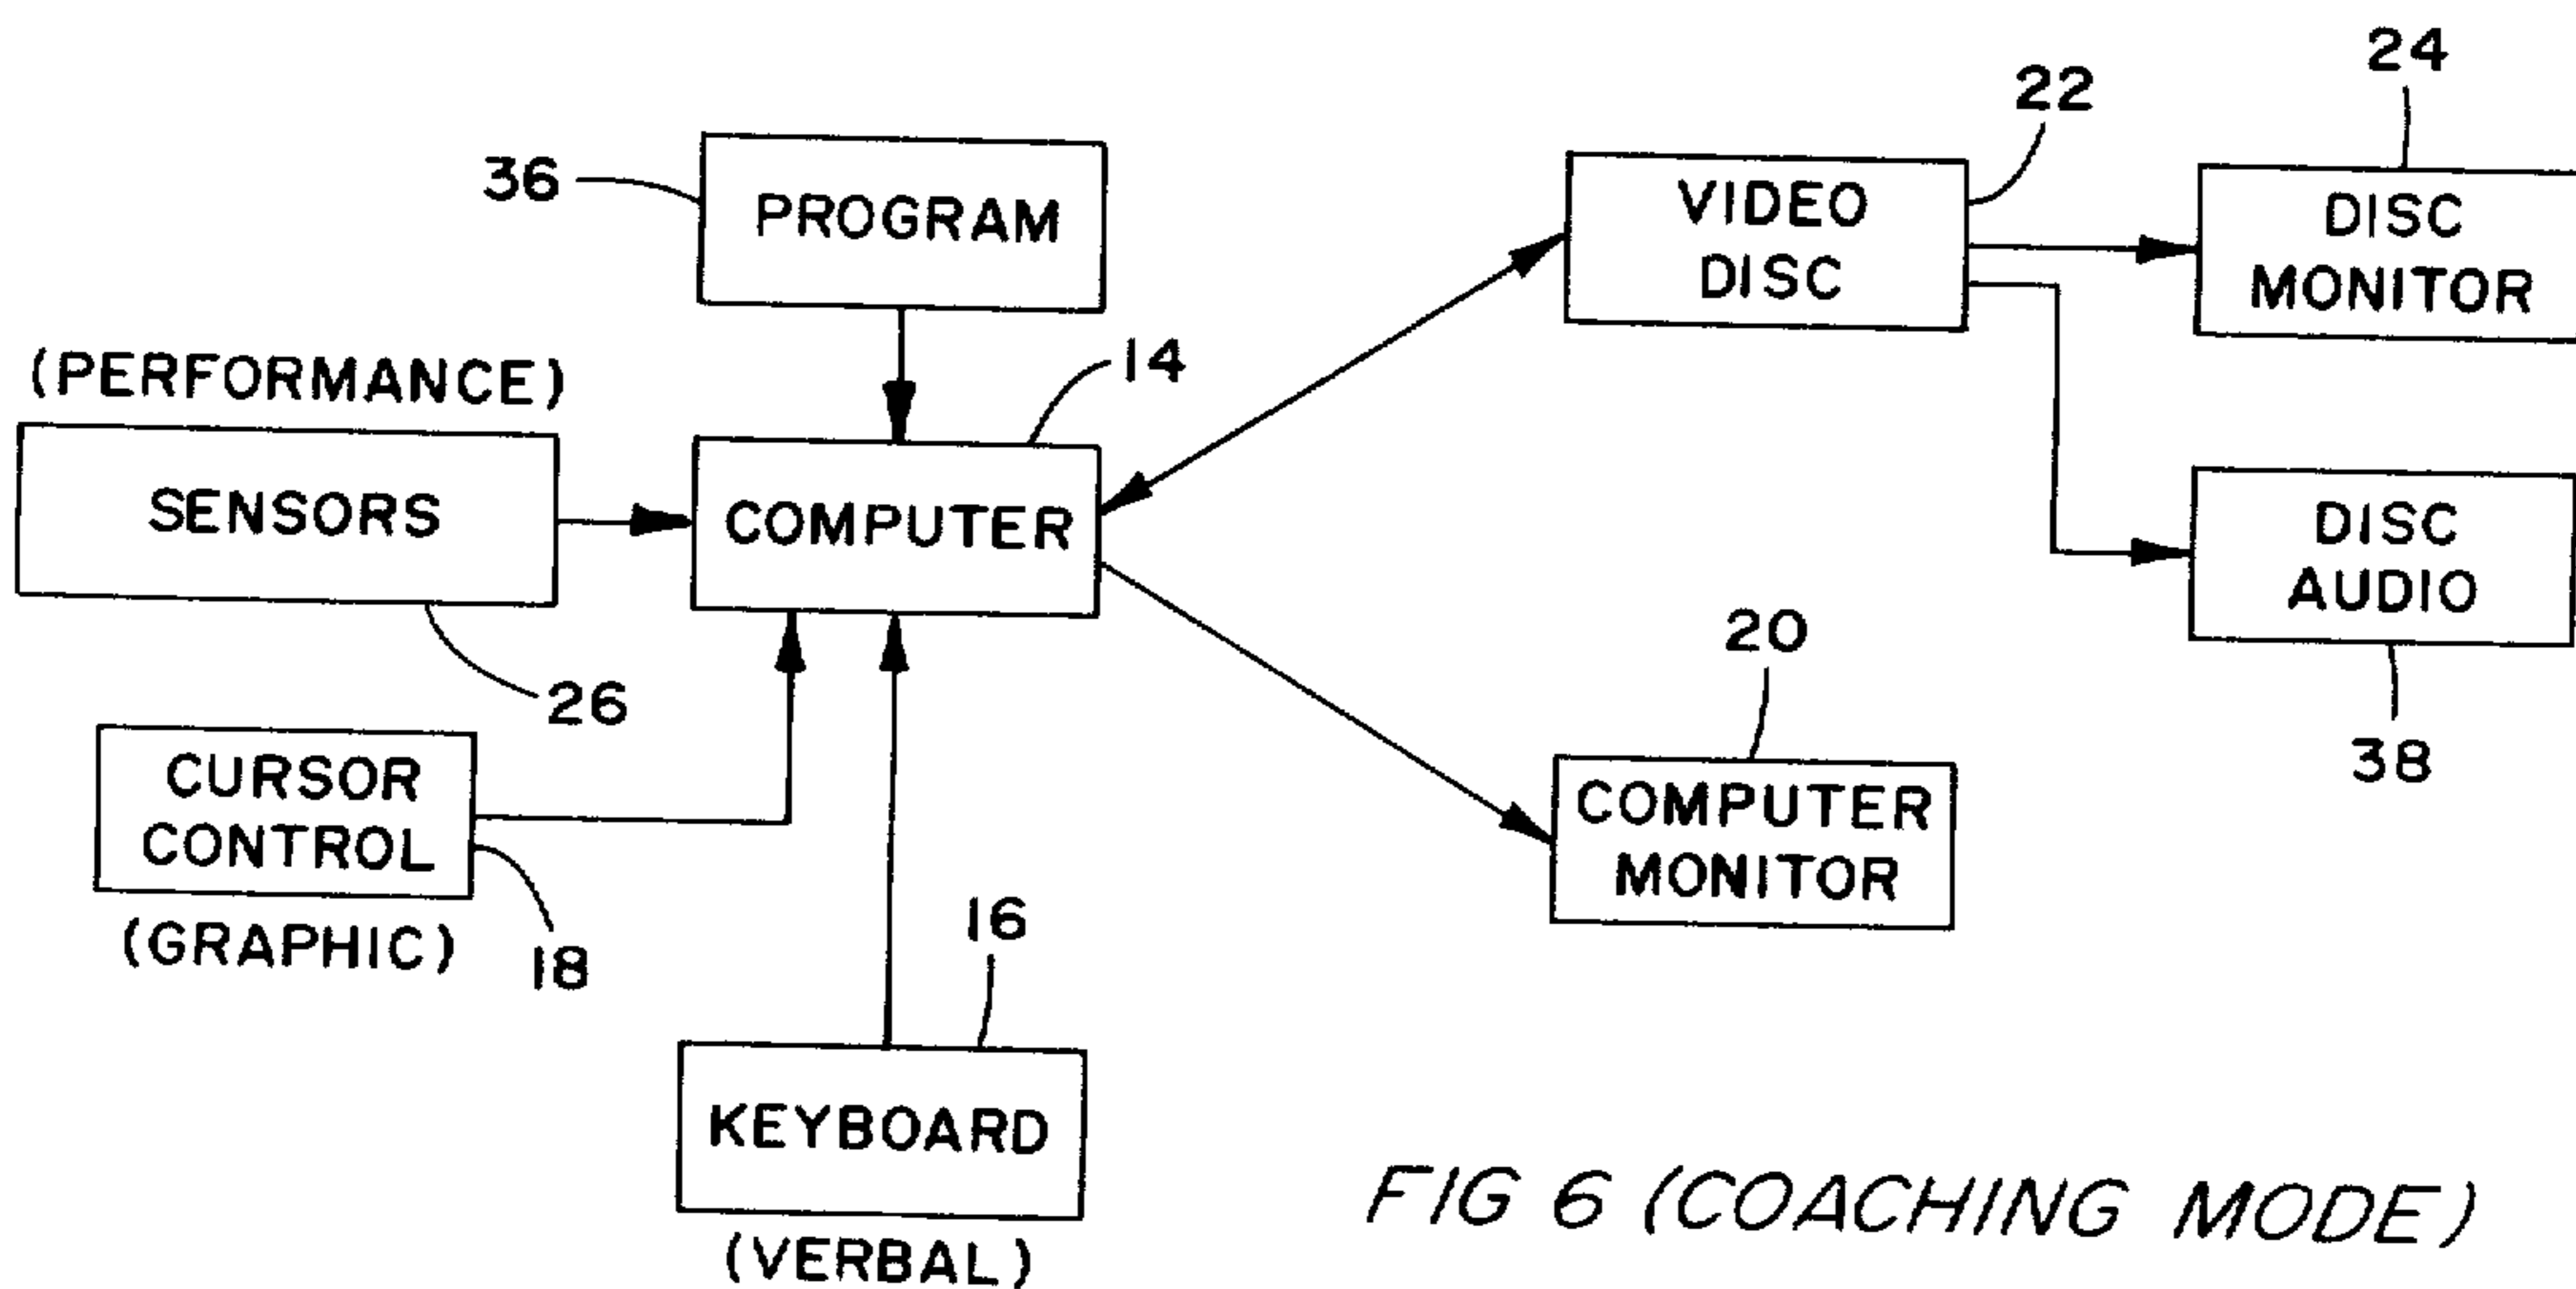 24
22
36
PROGRAM
VIDEO
DISC
DISC
MONITOR
(PERFORMANCE)
14
SENSORS
COMPUTER
DISC
AUDIO
26
20
38
CURSOR
CONTROL
COMPUTER
MONITOR
(GRAPHIC)
18
16
KEYBOARD
(VERBAL)
FIG 6 (COACHING MODE)